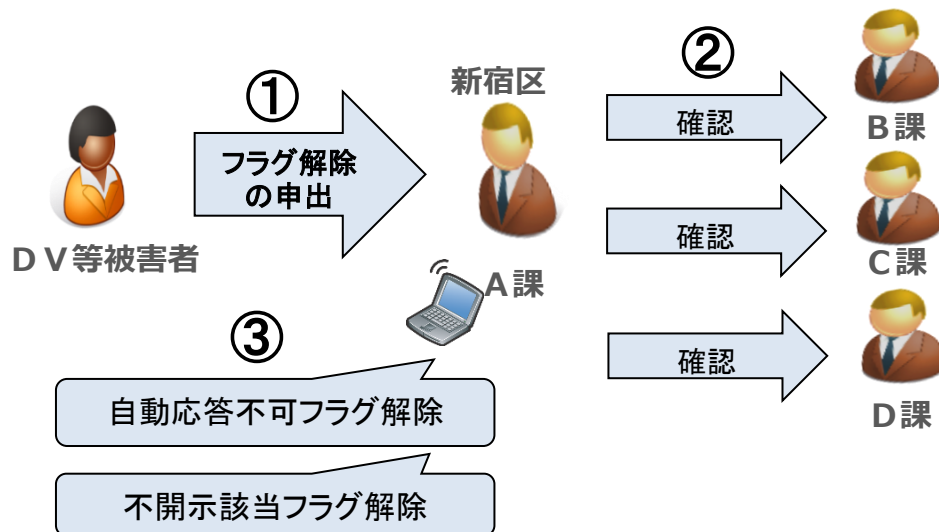 ①
フラグ解除
の申出
DV等被害者
新宿区
A課
②
確認
B課
確認
C課
確認
D課
③
自動応答不可フラグ解除
不開示該当フラグ解除